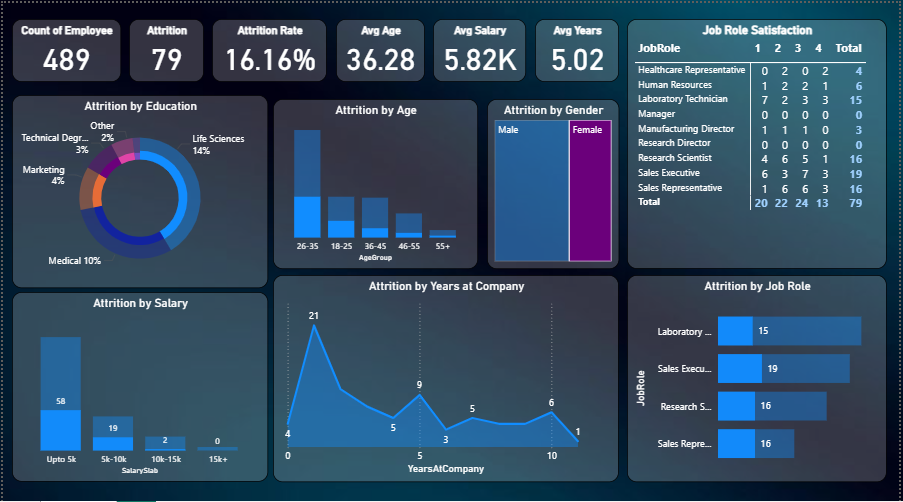 Count of Employee
489
Attrition
79
Attrition Rate
16.16%
Avg Age
36.28
Avg Salary
5.82K
Avg Years
5.02
Job Role Satisfaction
JobRole 1 2 3 4 Total
Healthcare Representative 0 2 0 2 4
Human Resources 1 2 2 1 6
Laboratory Technician 7 2 3 3 15
Manager 0 0 0 0 0
Manufacturing Director 1 1 1 0 3
Research Director 0 0 0 0 0
Research Scientist 4 6 5 1 16
Sales Executive 6 3 7 3 19
Sales Representative 1 6 6 3 16
Total 20 22 24 13 79
Attrition by Education
Other
2%
Technical Degr...
3%
Marketing
4%
Life Sciences
14%
Medical 10%
Attrition by Age
26-35 18-25 36-45 46-55 55+
AgeGroup
Attrition by Gender
Male Female
Attrition by Salary
58
19
2
0
Upto 5k 5k-10k 10k-15k 15k+
SalarySlab
Attrition by Years at Company
21
9
6
5
5
4
3
1
0 5 10
YearsAtCompany
Attrition by Job Role
JobRole
Laboratory ... 15
Sales Execu... 19
Research S... 16
Sales Repre... 16